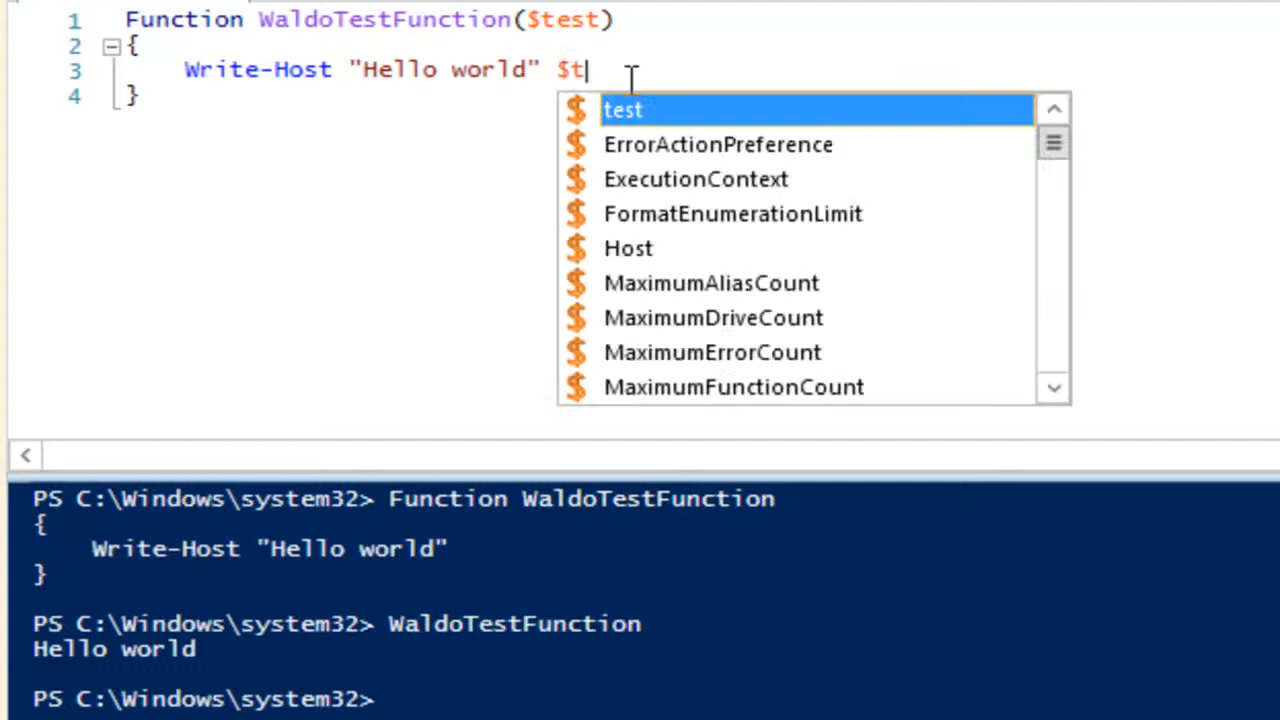 1 Function WaldoTestFunction($test)
2 {
3 Write-Host "Hello world" $t
4 }
test
ErrorActionPreference
ExecutionContext
FormatEnumerationLimit
Host
MaximumAliasCount
MaximumDriveCount
MaximumErrorCount
MaximumFunctionCount
PS C:\Windows\system32> Function WaldoTestFunction
{
Write-Host "Hello world"
}
PS C:\Windows\system32> WaldoTestFunction
Hello world
PS C:\Windows\system32>